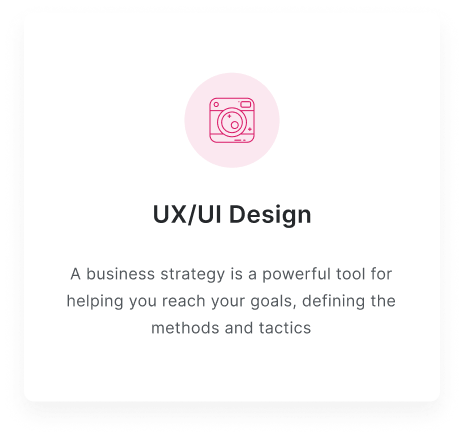 UX/UI Design
A business strategy is a powerful tool for
helping you reach your goals, defining the
methods and tactics